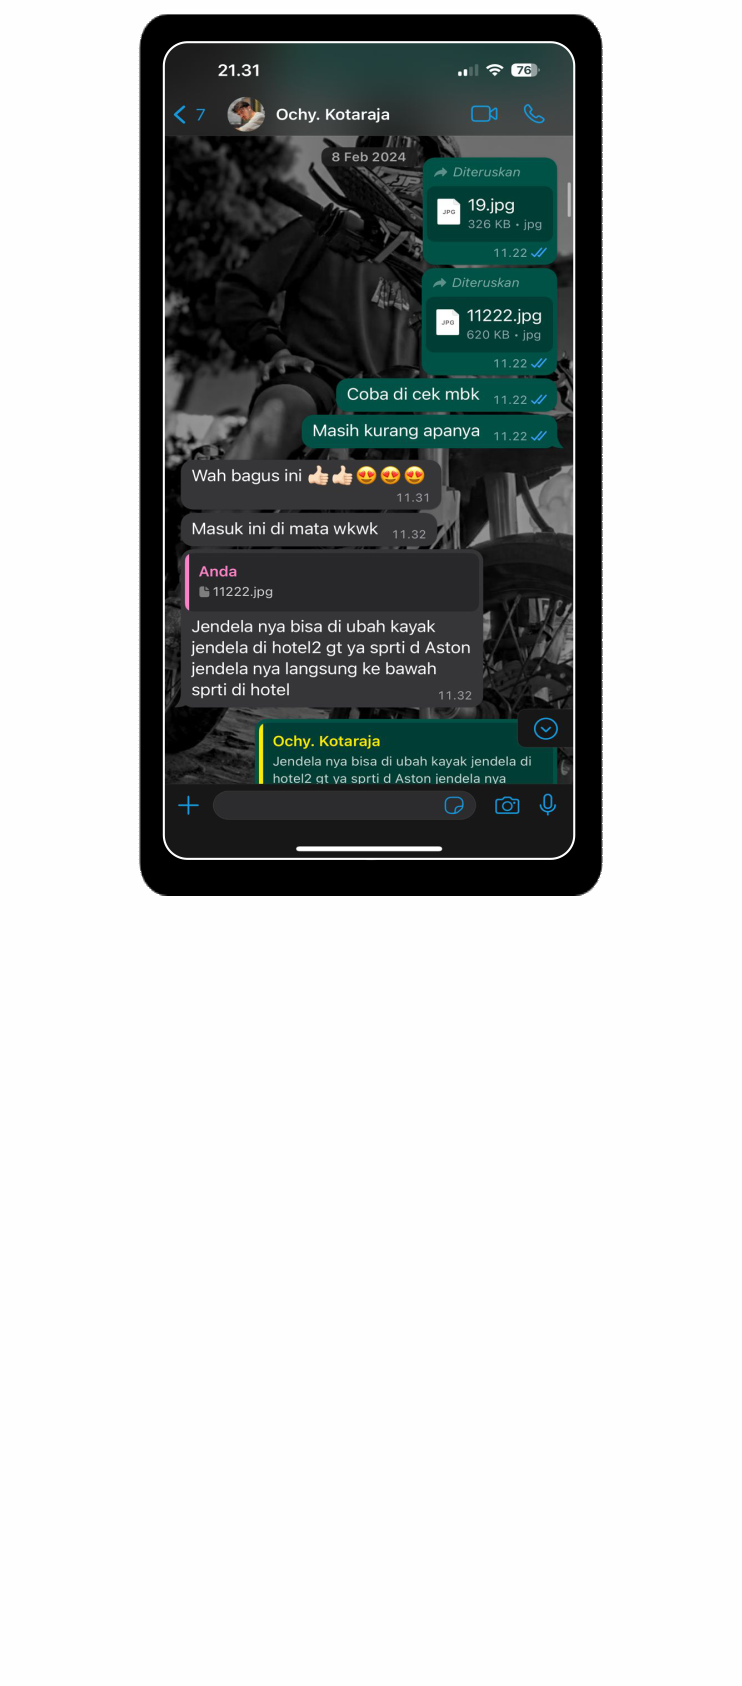 21.31
76
7
Ochy. Kotaraja
8 Feb 2024
Diteruskan
JPG
19.jpg
326 KB • jpg
11.22
Diteruskan
JPG
11222.jpg
620 KB • jpg
11.22
Coba di cek mbk 11.22
Masih kurang apanya 11.22
Wah bagus ini 👍🏻👍🏻😍😍😍
11.31
Masuk ini di mata wkwk 11.32
Anda
11222.jpg
Jendela nya bisa di ubah kayak
jendela di hotel2 gt ya sprti d Aston
jendela nya langsung ke bawah
sprti di hotel
11.32
Ochy. Kotaraja
Jendela nya bisa di ubah kayak jendela di
hotel2 gt ya sprti d Aston jendela nya